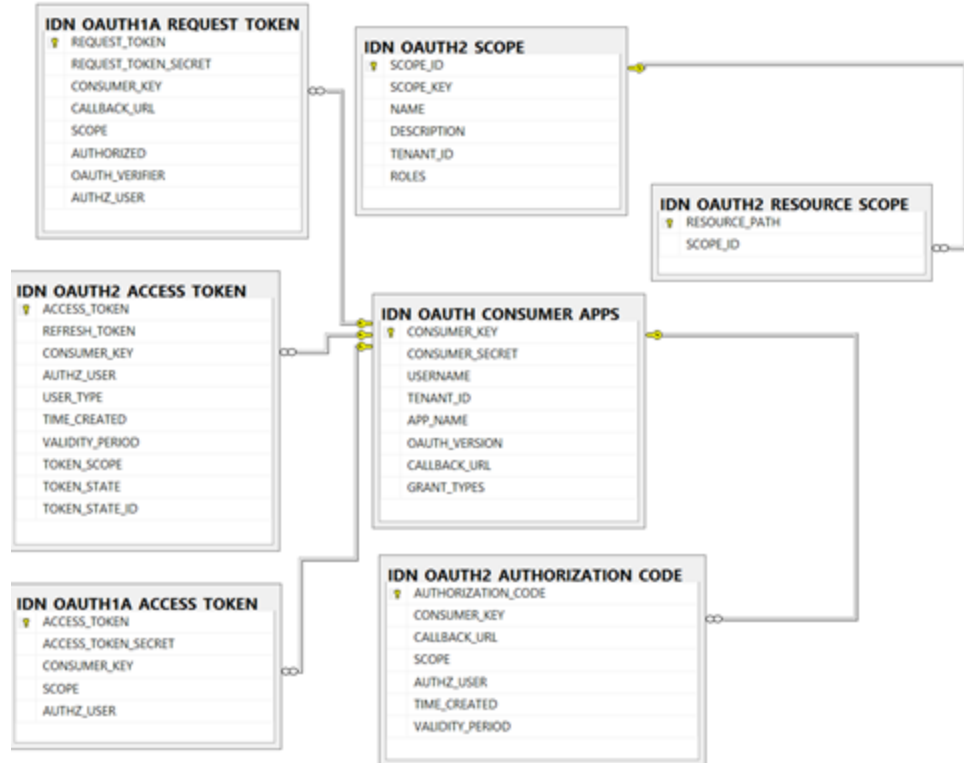 IDN OAUTH1A REQUEST TOKEN
REQUEST_TOKEN
REQUEST_TOKEN_SECRET
CONSUMER_KEY
CALLBACK_URL
SCOPE
AUTHORIZED
OAUTH_VERIFIER
AUTHZ_USER
IDN OAUTH2 SCOPE
SCOPE_ID
SCOPE_KEY
NAME
DESCRIPTION
TENANT_ID
ROLES
IDN OAUTH2 RESOURCE SCOPE
RESOURCE_PATH
SCOPE_ID
IDN OAUTH2 ACCESS TOKEN
ACCESS_TOKEN
REFRESH_TOKEN
CONSUMER_KEY
AUTHZ_USER
USER_TYPE
TIME_CREATED
VALIDITY_PERIOD
TOKEN_SCOPE
TOKEN_STATE
TOKEN_STATE_ID
IDN OAUTH CONSUMER APPS
CONSUMER_KEY
CONSUMER_SECRET
USERNAME
TENANT_ID
APP_NAME
OAUTH_VERSION
CALLBACK_URL
GRANT_TYPES
IDN OAUTH1A ACCESS TOKEN
ACCESS_TOKEN
ACCESS_TOKEN_SECRET
CONSUMER_KEY
SCOPE
AUTHZ_USER
IDN OAUTH2 AUTHORIZATION CODE
AUTHORIZATION_CODE
CONSUMER_KEY
CALLBACK_URL
SCOPE
AUTHZ_USER
TIME_CREATED
VALIDITY_PERIOD